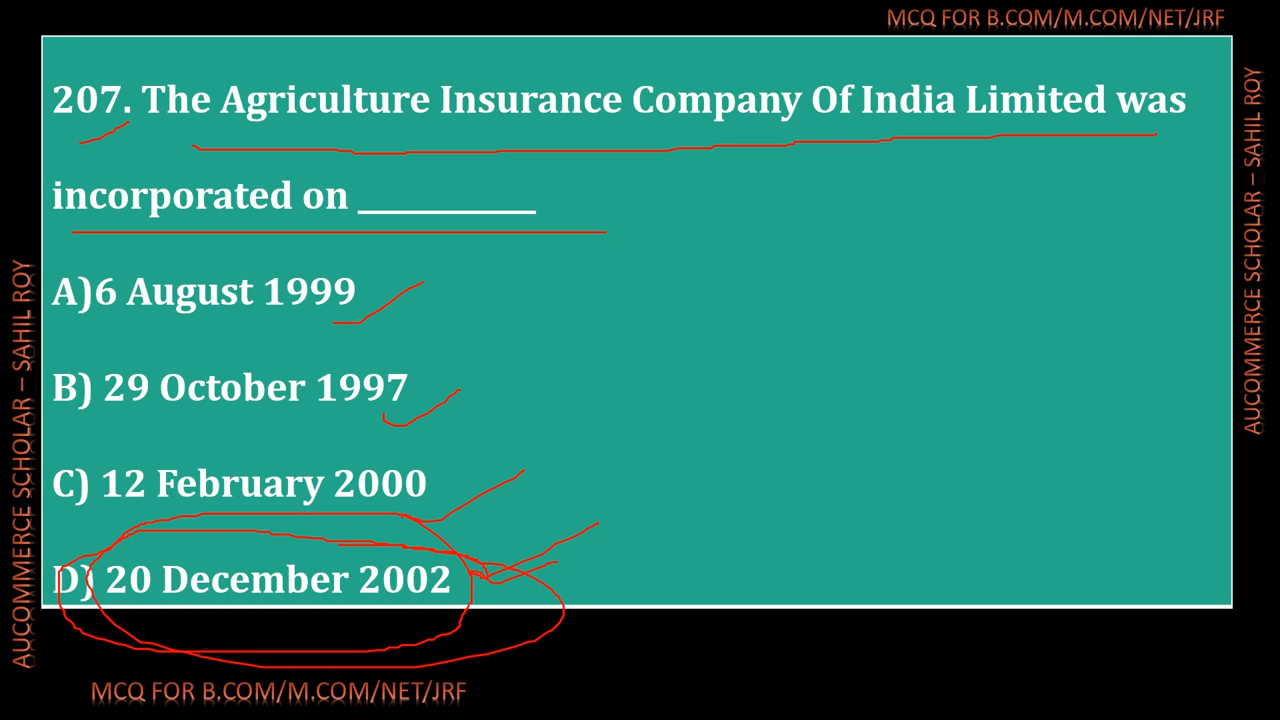 MCQ FOR B.COM/M.COM/NET/JRF
207. The Agriculture Insurance Company Of India Limited was
incorporated on ___________
A)6 August 1999
B) 29 October 1997
C) 12 February 2000
D) 20 December 2002
AUCOMMERCE SCHOLAR – SAHIL ROY
AUCOMMERCE SCHOLAR – SAHIL ROY
MCQ FOR B.COM/M.COM/NET/JRF